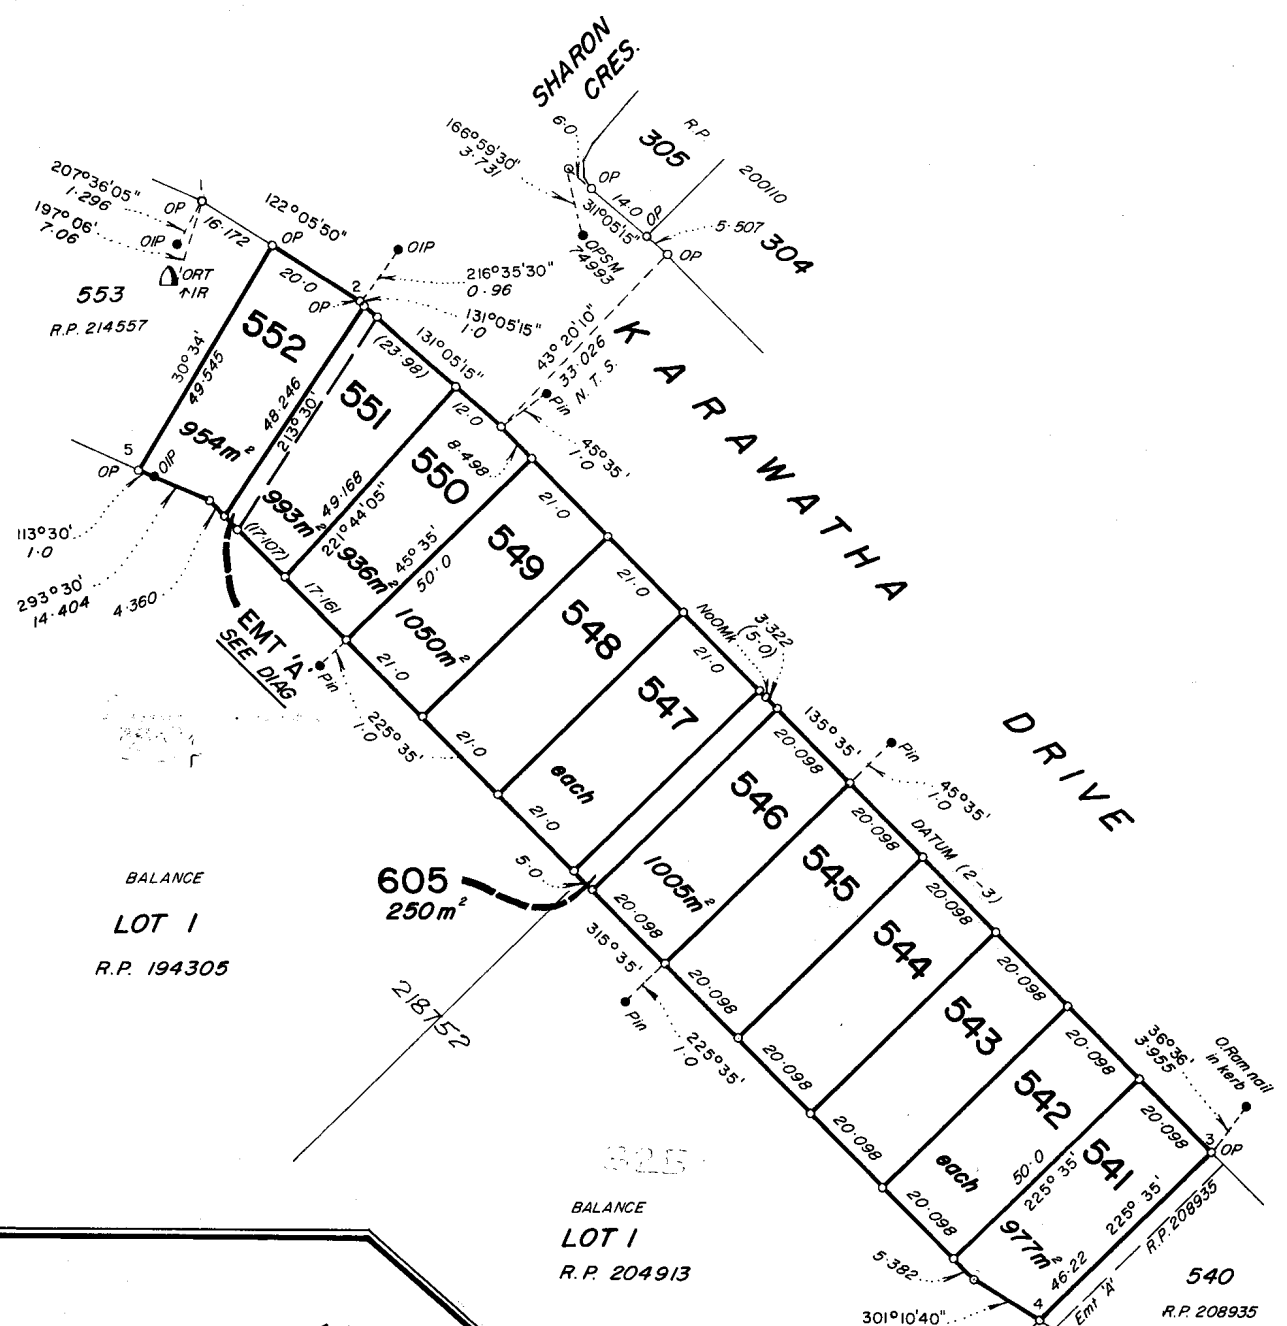 SHARON
CRES.
6·0
R.P.
305
200110
166°59'30"
3·731
OP
14·0
311°05'15"
OP
5·507
304
OP
OPSM
74993
207°36'05"
1·296
197°06'
7·06
OP
16·172
122°05'50"
OP
OIP
ORT
↑IR
OIP
216°35'30"
0·96
131°05'15"
1·0
553
R.P. 214557
20·0
OP
2
552
30°34'
49·545
48·246
213°30'
954m²
(23·98)
131°05'15"
551
993m²
49·168
221°44'05"
12·0
43°20'10"
33·026
N.T.S.
Pin
45°35'
1·0
8·498
550
936m²
45°35'
50·0
KARAWATHA
DRIVE
5
OP
OIP
113°30'
1·0
293°30'
14·404
4·360
(17·107)
17·161
EMT 'A'
SEE DIAG
Pin
225°35'
1·0
21·0
549
1050m²
21·0
21·0
548
21·0
21·0
547
each
21·0
No OMk
3·322
(5·0)
5·0
605
250m²
135°35'
Pin
45°35'
1·0
20·098
546
1005m²
20·098
315°35'
Pin
225°35'
1·0
20·098
DATUM (2-3)
545
20·098
20·098
544
20·098
20·098
543
20·098
20·098
542
each
50·0
225°35'
20·098
20·098
541
977m²
225°35'
46·22
5·382
301°10'40"
4
36°36'
3·955
O.Ram nail
in kerb
3
OP
R.P. 208935
Emt 'A'
540
R.P. 208935
BALANCE
LOT 1
R.P. 194305
218752
325
BALANCE
LOT 1
R.P. 204913